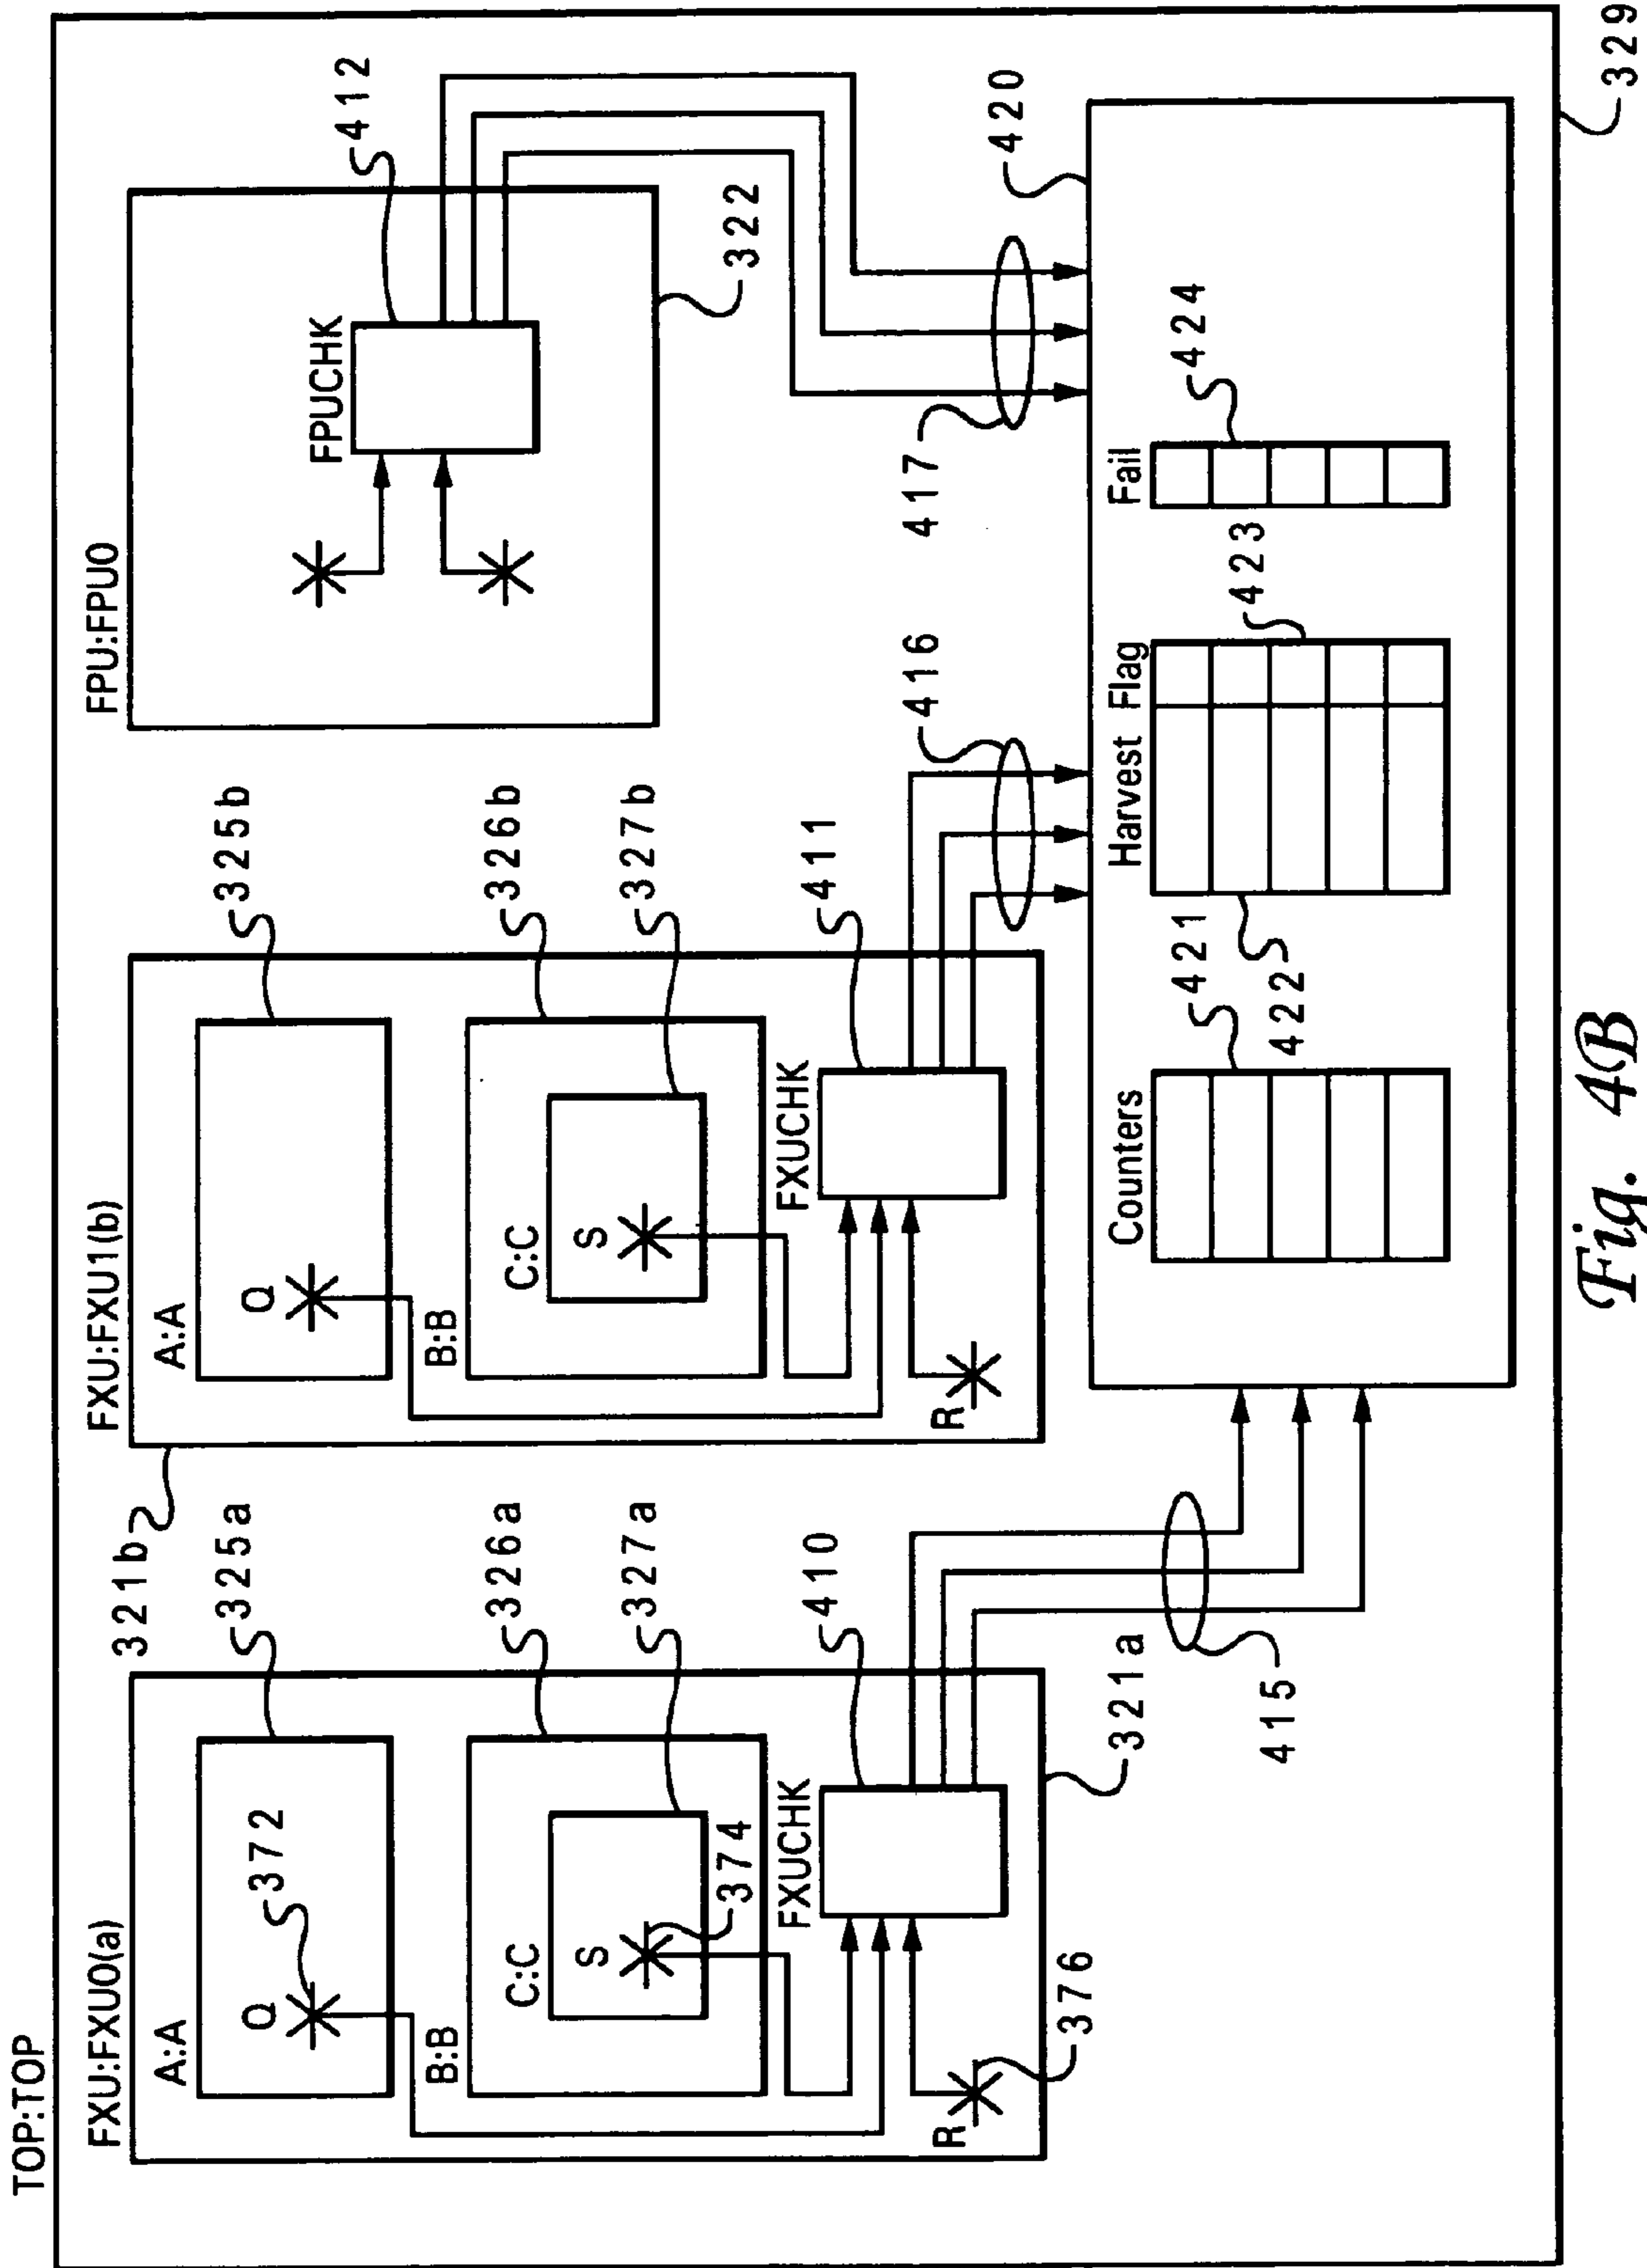 TOP:TOP
FXU:FXU0(a)
A:A
Q
372
325a
B:B
C:C
S
374
326a
327a
FXUCHK
410
R
376
321a
415
321b
FXU:FXU1(b)
A:A
Q
325b
B:B
C:C
S
326b
327b
FXUCHK
411
R
416
FPU:FPU0
FPUCHK
412
322
417
420
Counters
421
Harvest Flag
422
423
Fail
424
329
Fig. 4B